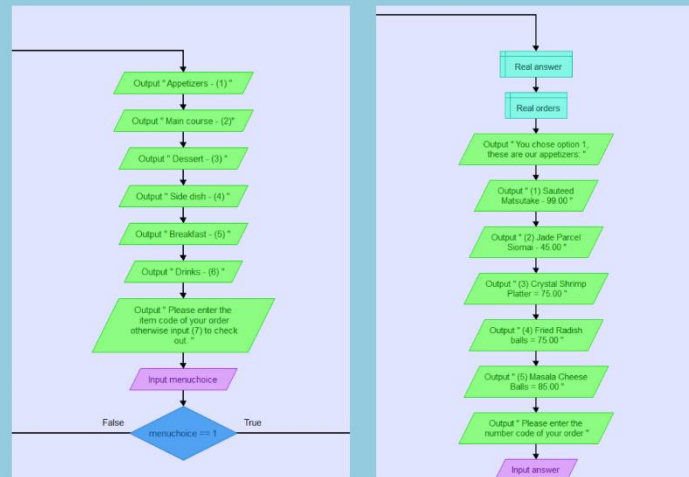 Output " Appetizers - (1) "
Output " Main course - (2)"
Output " Dessert - (3) "
Output " Side dish - (4) "
Output " Breakfast - (5) "
Output " Drinks - (6) "
Output " Please enter the
item code of your order
otherwise input (7) to check
out. "
Input menuchoice
False
menuchoice == 1
True
Real answer
Real orders
Output " You chose option 1,
these are our appetizers: "
Output " (1) Sauteed
Matsutake - 99.00 "
Output " (2) Jade Parcel
Siomai - 45.00 "
Output " (3) Crystal Shrimp
Platter = 75.00 "
Output " (4) Fried Radish
balls = 75.00 "
Output " (5) Masala Cheese
Balls = 85.00 "
Output " Please enter the
number code of your order "
Input answer